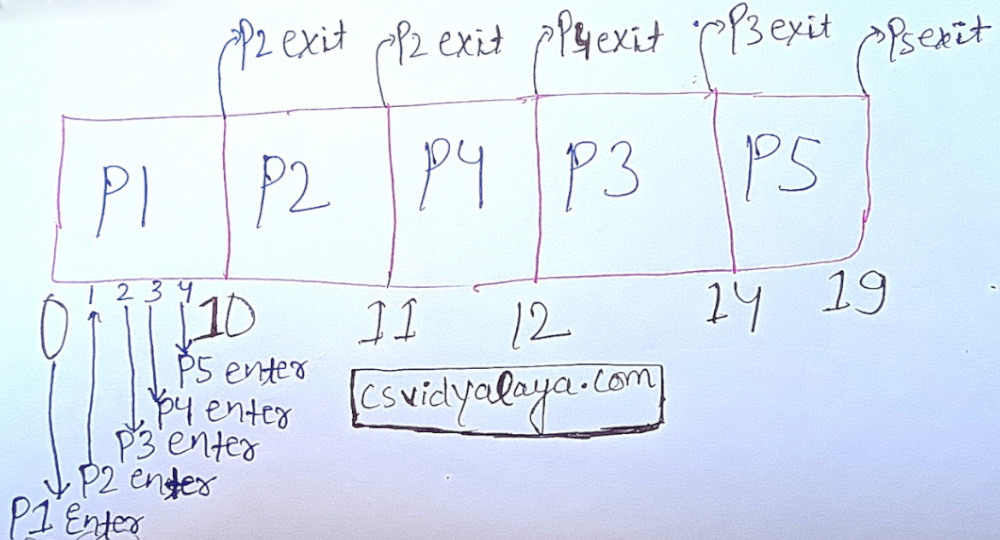 P2 exit P2 exit P4 exit P3 exit P5 exit
P1 P2 P4 P3 P5
0 1 2 3 4 10 11 12 14 19
P5 enter
csvidyalaya.com
P4 enter
P3 enter
P2 enter
P1 Enter